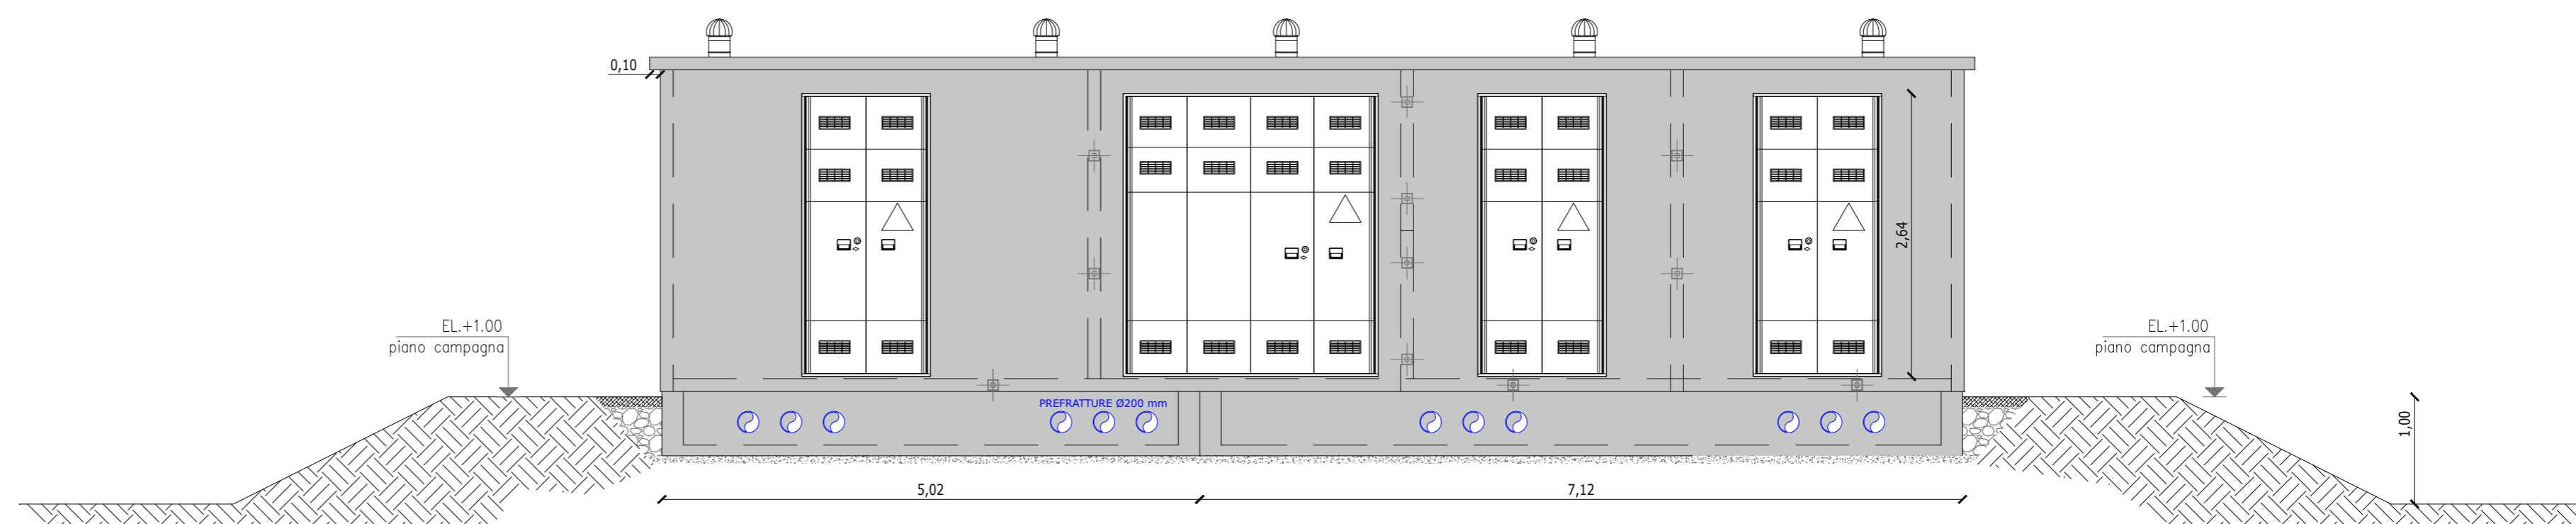 0,10
2,64
EL.+1.00
piano campagna
EL.+1.00
piano campagna
PREFRATTURE Ø200 mm
1,00
5,02
7,12